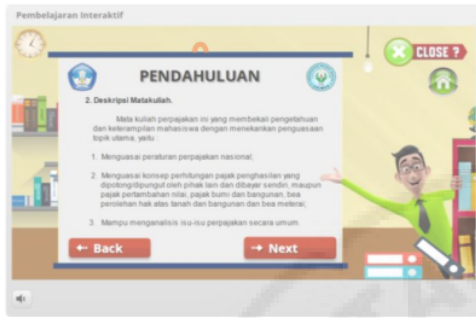 Pembelajaran Interaktif
CLOSE ?
PENDAHULUAN
2. Deskripsi Matakuliah.
Mata kuliah perpajakan ini yang membekali pengetahuan
dan keterampilan mahasiswa dengan menekankan penguasaan
topik utama, yaitu :
1. Menguasai peraturan perpajakan nasional;
2. Menguasai konsep perhitungan pajak penghasilan yang
dipotong/dipungut oleh pihak lain dan dibayar sendiri, maupun
pajak pertambahan nilai, pajak bumi dan bangunan, bea
perolehan hak atas tanah dan bangunan dan bea meterai;
3. Mampu menganalisis isu-isu perpajakan secara umum.
← Back
→ Next